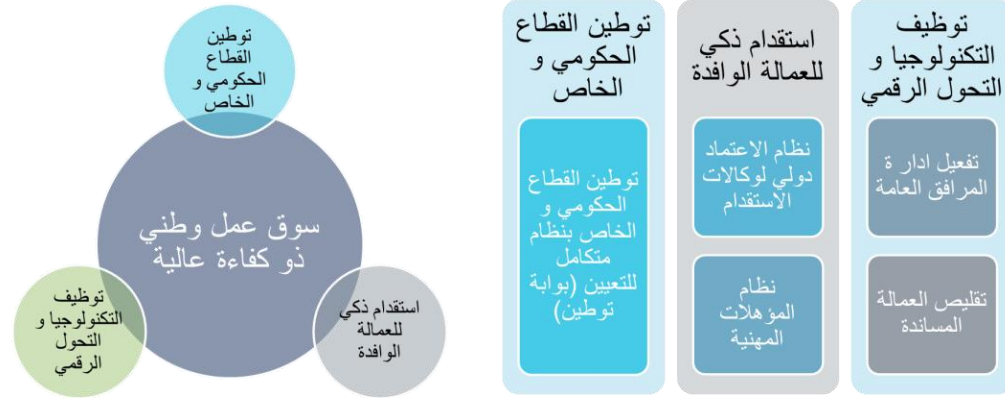 توطين
القطاع
الحكومي و
الخاص
سوق عمل وطني
ذو كفاءة عالية
استقدام ذكي
للعمالة
الوافدة
توظيف
التكنولوجيا و
التحول
الرقمي
توظيف
التكنولوجيا و
التحول الرقمي
تفعيل ادار ة
المرافق العامة
تقليص العمالة
المساندة
استقدام ذكي
للعمالة الوافدة
نظام الاعتماد
دولي لوكالات
الاستقدام
نظام
المؤهلات
المهنية
توطين القطاع
الحكومي و
الخاص
توطين القطاع
الحكومي و
الخاص بنظام
متكامل
للتعيين (بوابة
توطين)